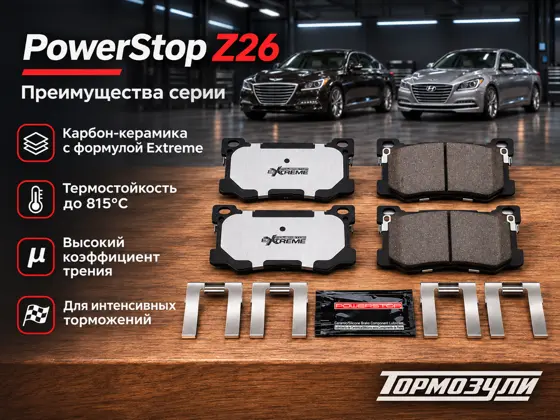 PowerStop Z26
Преимущества серии
Карбон-керамика
с формулой Extreme
Термостойкость
до 815°C
μ
Высокий
коэффициент
трения
Для интенсивных
торможений
EXTREME
EXTREME
POWERSTOP
ТОРМОЗУЛИ